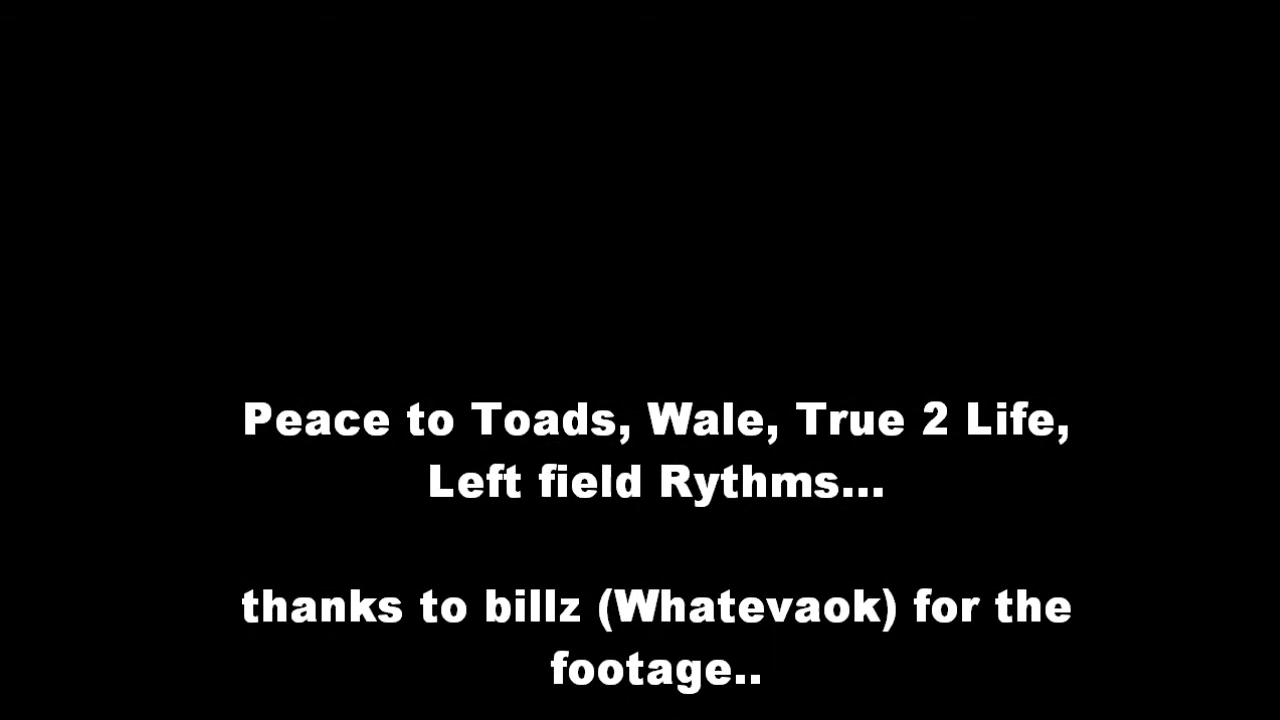 Peace to Toads, Wale, True 2 Life,
Left field Rythms...
thanks to billz (Whatevaok) for the
footage..